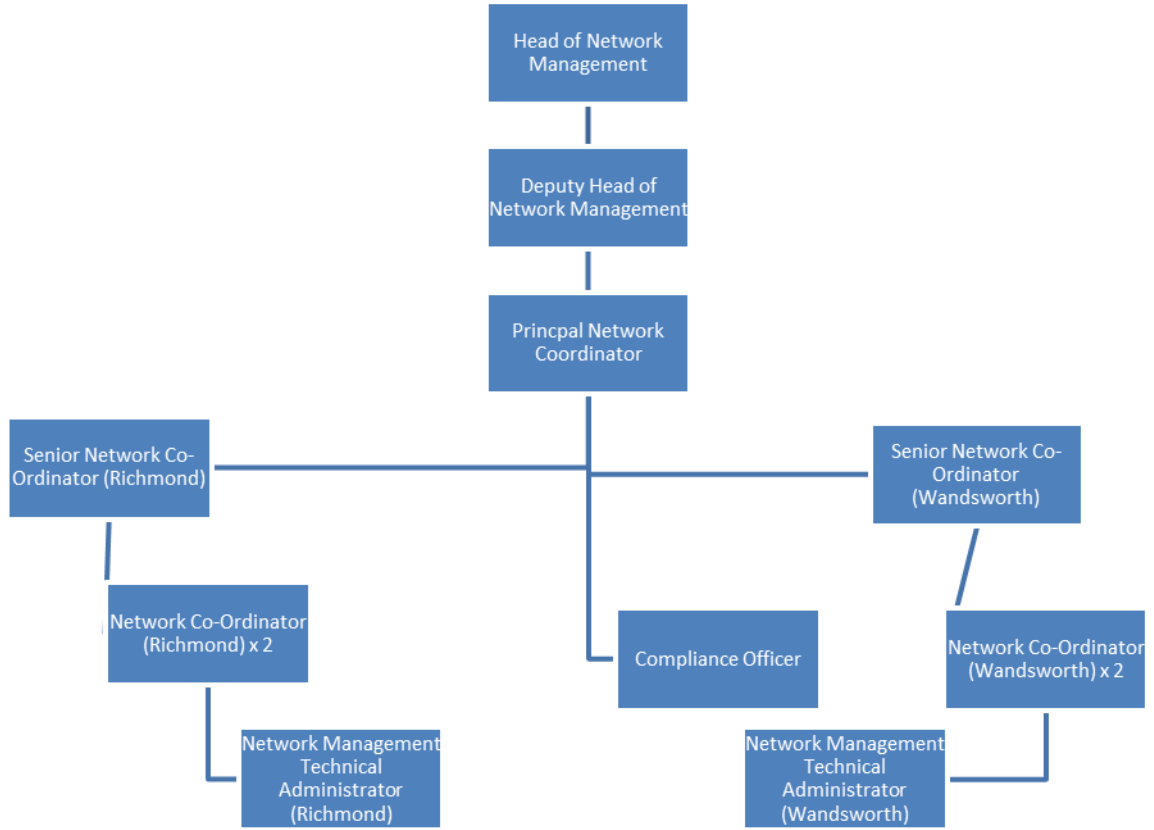 Head of Network
Management
Deputy Head of
Network Management
Princpal Network
Coordinator
Senior Network Co-
Ordinator (Richmond)
Senior Network Co-
Ordinator
(Wandsworth)
Network Co-Ordinator
(Richmond) x 2
Compliance Officer
Network Co-Ordinator
(Wandsworth) x 2
Network Management
Technical
Administrator
(Richmond)
Network Management
Technical
Administrator
(Wandsworth)